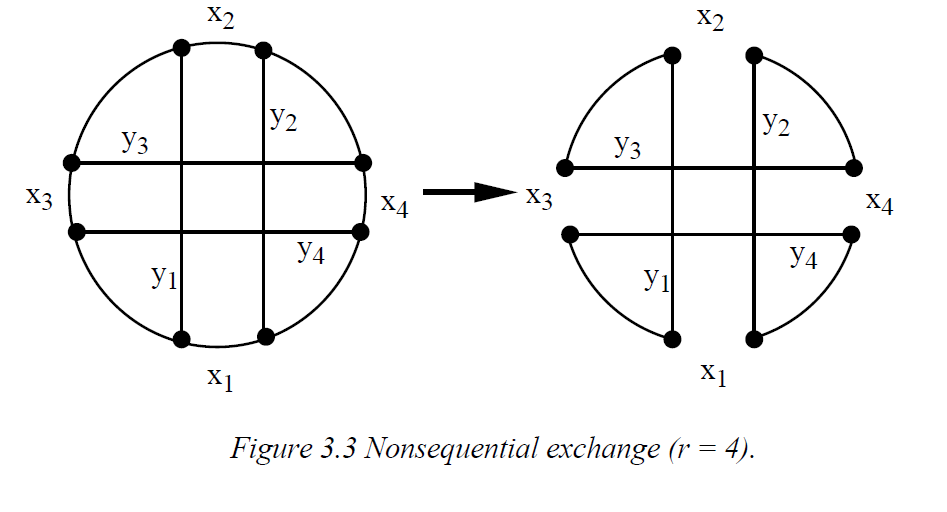 x2 x2
y2 y2
y3 y3
x3 x4 x3 x4
y4 y4
y1 y1
x1 x1
Figure 3.3 Nonsequential exchange (r = 4).